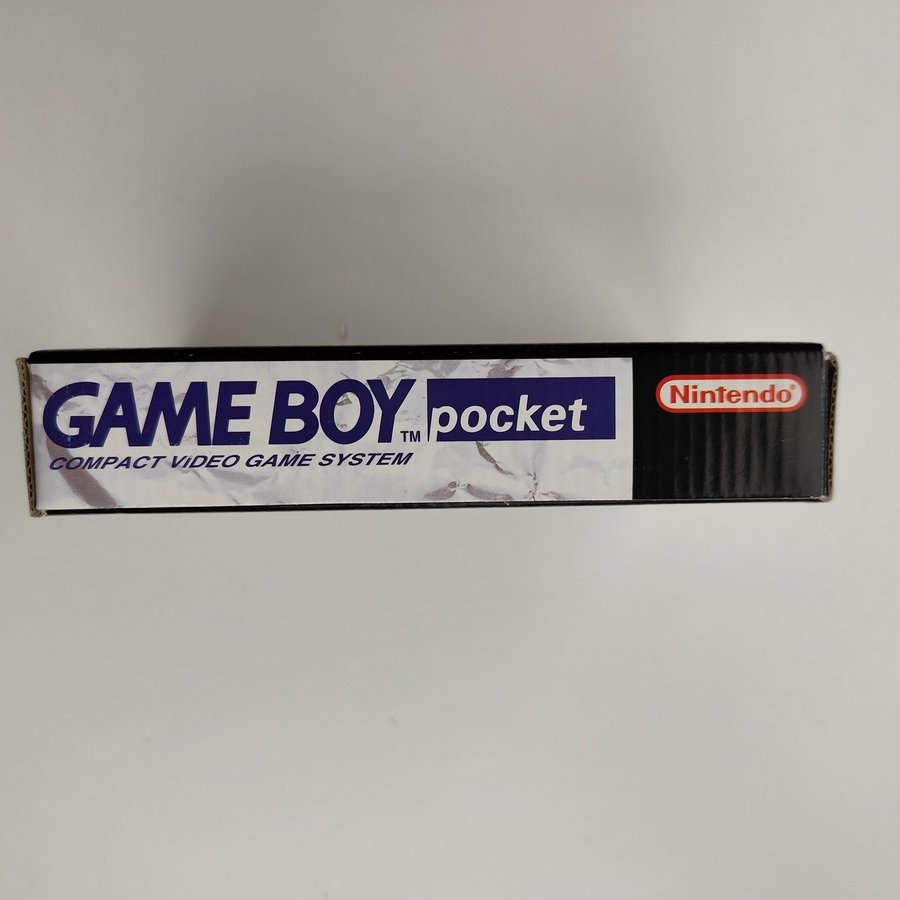 GAME BOY™ pocket
COMPACT VIDEO GAME SYSTEM
Nintendo®